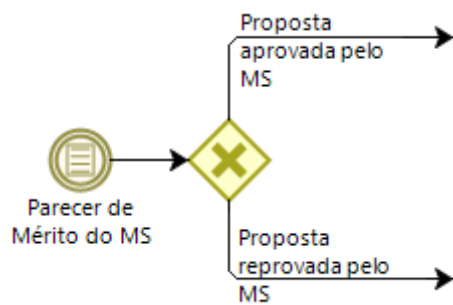 Proposta
aprovada pelo
MS
Parecer de
Mérito do MS
Proposta
reprovada pelo
MS